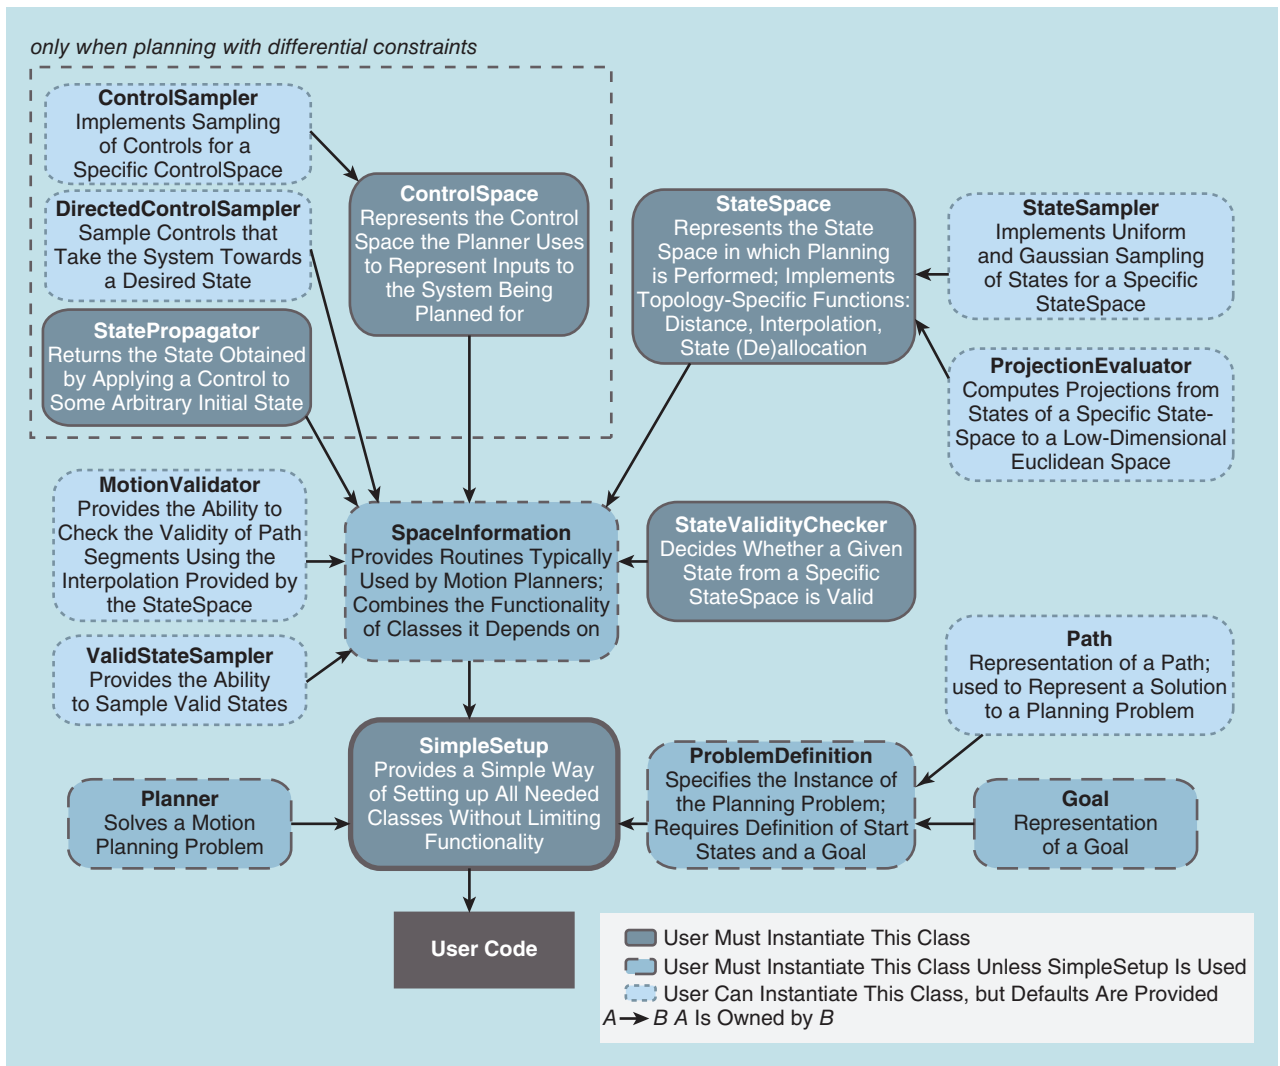 only when planning with differential constraints
ControlSampler
Implements Sampling
of Controls for a
Specific ControlSpace
DirectedControlSampler
Sample Controls that
Take the System Towards
a Desired State
StatePropagator
Returns the State Obtained
by Applying a Control to
Some Arbitrary Initial State
ControlSpace
Represents the Control
Space the Planner Uses
to Represent Inputs to
the System Being
Planned for
StateSpace
Represents the State
Space in which Planning
is Performed; Implements
Topology-Specific Functions:
Distance, Interpolation,
State (De)allocation
StateSampler
Implements Uniform
and Gaussian Sampling
of States for a Specific
StateSpace
ProjectionEvaluator
Computes Projections from
States of a Specific State-
Space to a Low-Dimensional
Euclidean Space
MotionValidator
Provides the Ability to
Check the Validity of Path
Segments Using the
Interpolation Provided by
the StateSpace
SpaceInformation
Provides Routines Typically
Used by Motion Planners;
Combines the Functionality
of Classes it Depends on
StateValidityChecker
Decides Whether a Given
State from a Specific
StateSpace is Valid
ValidStateSampler
Provides the Ability
to Sample Valid States
Path
Representation of a Path;
used to Represent a Solution
to a Planning Problem
SimpleSetup
Provides a Simple Way
of Setting up All Needed
Classes Without Limiting
Functionality
ProblemDefinition
Specifies the Instance of
the Planning Problem;
Requires Definition of Start
States and a Goal
Planner
Solves a Motion
Planning Problem
Goal
Representation
of a Goal
User Code
User Must Instantiate This Class
User Must Instantiate This Class Unless SimpleSetup Is Used
User Can Instantiate This Class, but Defaults Are Provided
A → B A Is Owned by B